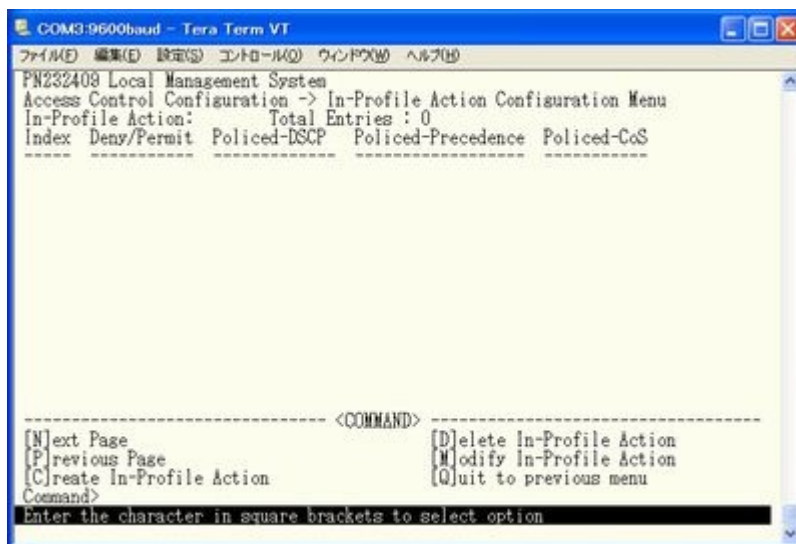 COM3:9600baud - Tera Term VT
ファイル(F) 編集(E) 設定(S) コントロール(O) ウィンドウ(W) ヘルプ(H)
PN232409 Local Management System
Access Control Configuration -> In-Profile Action Configuration Menu
In-Profile Action: Total Entries : 0
Index Deny/Permit Policed-DSCP Policed-Precedence Policed-CoS
----- ----------- ------------- ------------------ -----------
-------------------------------- <COMMAND> -----------------------------------
[N]ext Page [D]elete In-Profile Action
[P]revious Page [M]odify In-Profile Action
[C]reate In-Profile Action [Q]uit to previous menu
Command>
Enter the character in square brackets to select option